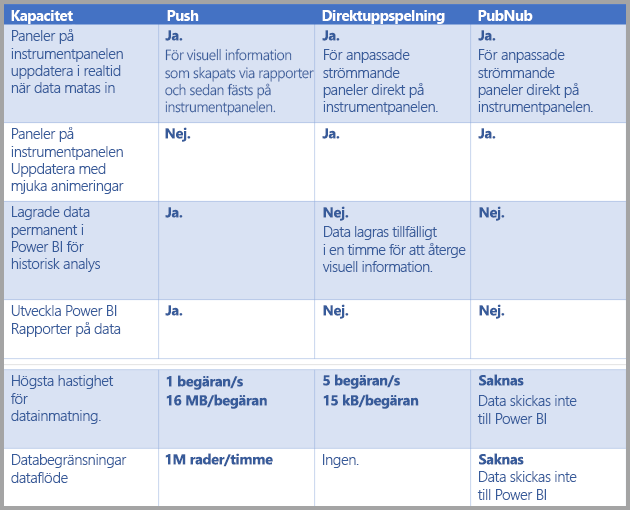 Kapacitet Push Direktuppspelning PubNub
Paneler på
instrumentpanelen
uppdatera i realtid
när data matas in
Ja.
För visuell information
som skapats via rapporter
och sedan fästs på
instrumentpanelen.
Ja.
För anpassade
strömmande
paneler direkt på
instrumentpanelen.
Ja.
För anpassade
strömmande
paneler direkt på
instrumentpanelen.
Paneler på
instrumentpanelen
Uppdatera med
mjuka animeringar
Nej.
Ja.
Ja.
Lagrade data
permanent i
Power BI för
historisk analys
Ja.
Nej.
Data lagras tillfälligt
i en timme för att återge
visuell information.
Nej.
Utveckla Power BI
Rapporter på data
Ja.
Nej.
Nej.
Högsta hastighet
för
datainmatning.
1 begäran/s
16 MB/begäran
5 begäran/s
15 kB/begäran
Saknas
Data skickas inte
till Power BI
Databegränsningar
dataflöde
1M rader/timme
Ingen.
Saknas
Data skickas inte
till Power BI